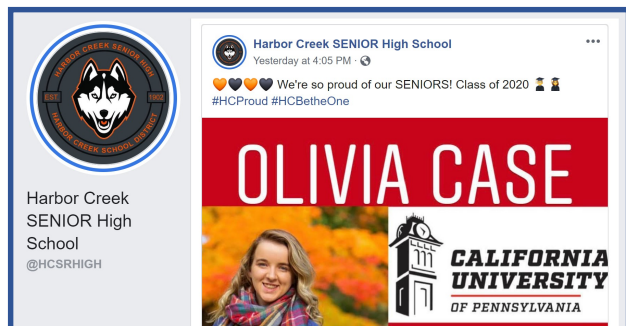 HARBOR CREEK SENIOR HIGH
EST 1902
HARBOR CREEK SCHOOL DISTRICT
Harbor Creek
SENIOR High
School
@HCSRHIGH
Harbor Creek SENIOR High School
Yesterday at 4:05 PM ·
🧡🖤🧡🖤 We're so proud of our SENIORS! Class of 2020 👨‍🎓👩‍🎓
#HCProud #HCBetheOne
OLIVIA CASE
CALIFORNIA
UNIVERSITY
OF PENNSYLVANIA